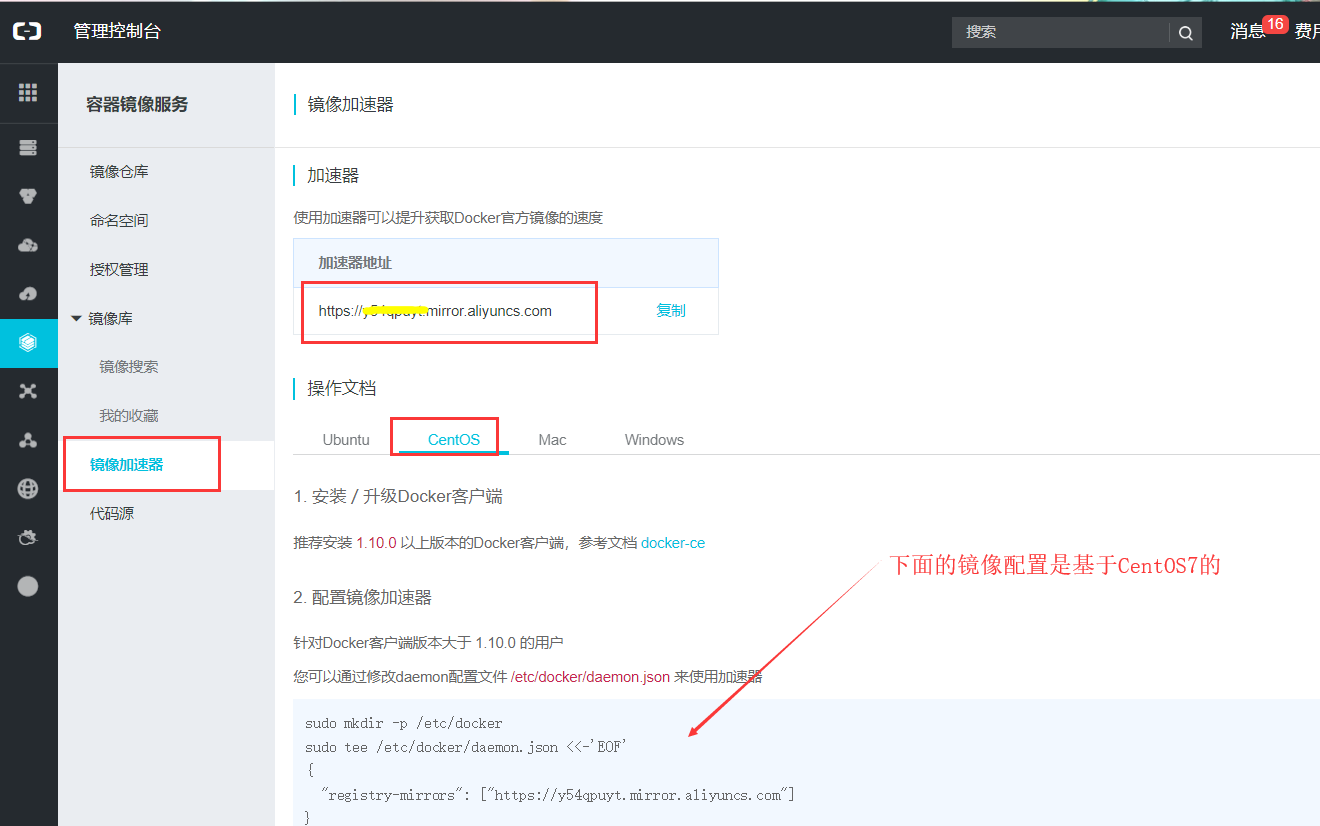 管理控制台
搜索
消息
16
费用
容器镜像服务
镜像仓库
命名空间
授权管理
镜像库
镜像搜索
我的收藏
镜像加速器
代码源
镜像加速器
加速器
使用加速器可以提升获取Docker官方镜像的速度
加速器地址
https://y54qpuyt.mirror.aliyuncs.com
复制
操作文档
Ubuntu
CentOS
Mac
Windows
1. 安装 / 升级Docker客户端
推荐安装 1.10.0 以上版本的Docker客户端，参考文档 docker-ce
下面的镜像配置是基于CentOS7的
2. 配置镜像加速器
针对Docker客户端版本大于 1.10.0 的用户
您可以通过修改daemon配置文件 /etc/docker/daemon.json 来使用加速器
sudo mkdir -p /etc/docker
sudo tee /etc/docker/daemon.json <<-'EOF'
{
"registry-mirrors": ["https://y54qpuyt.mirror.aliyuncs.com"]
}